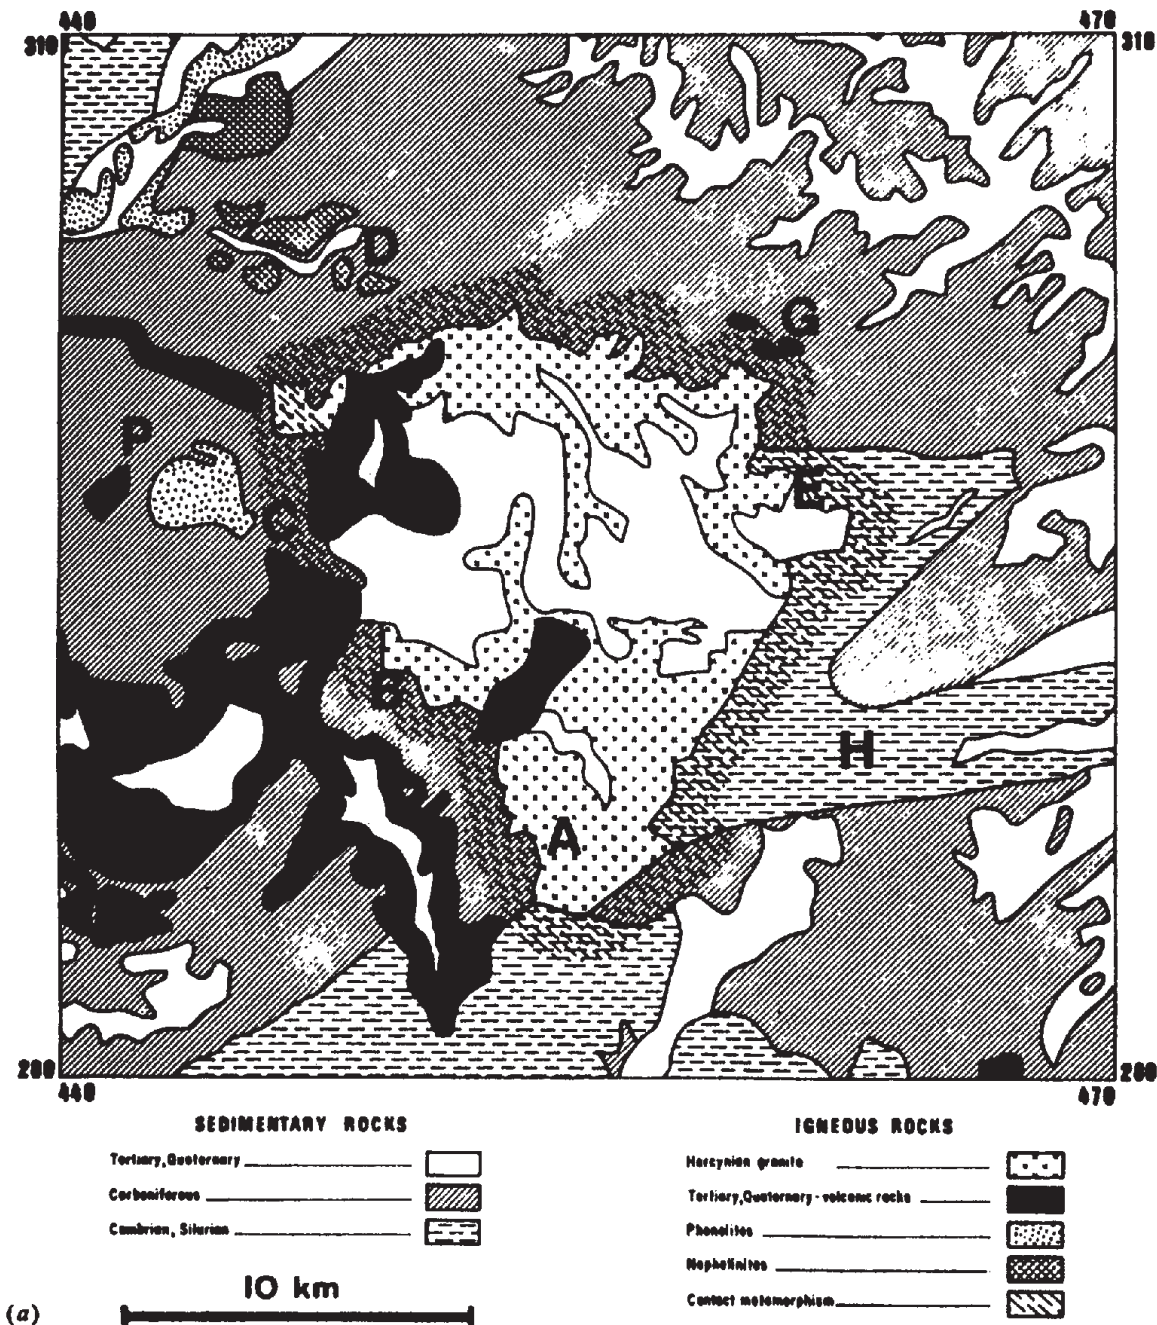 440 470
310 310
D
G
P
E
C
B
H
A
280 280
440 470
SEDIMENTARY ROCKS
Tertiary, Quaternary
Carboniferous
Cambrian, Silurian
10 km
(a)
IGNEOUS ROCKS
Hercynian granite
Tertiary, Quaternary - volcanic rocks
Phonolites
Nephelinites
Contact metamorphism